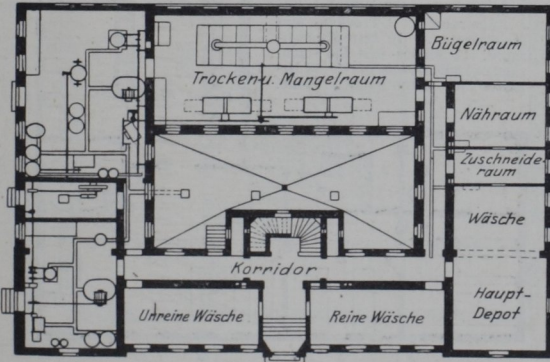 Bügelraum
Trocken-u. Mangelraum
Nähraum
Zuschneide-
raum
Wäsche
Korridor
Haupt-
Depot
Unreine Wäsche
Reine Wäsche